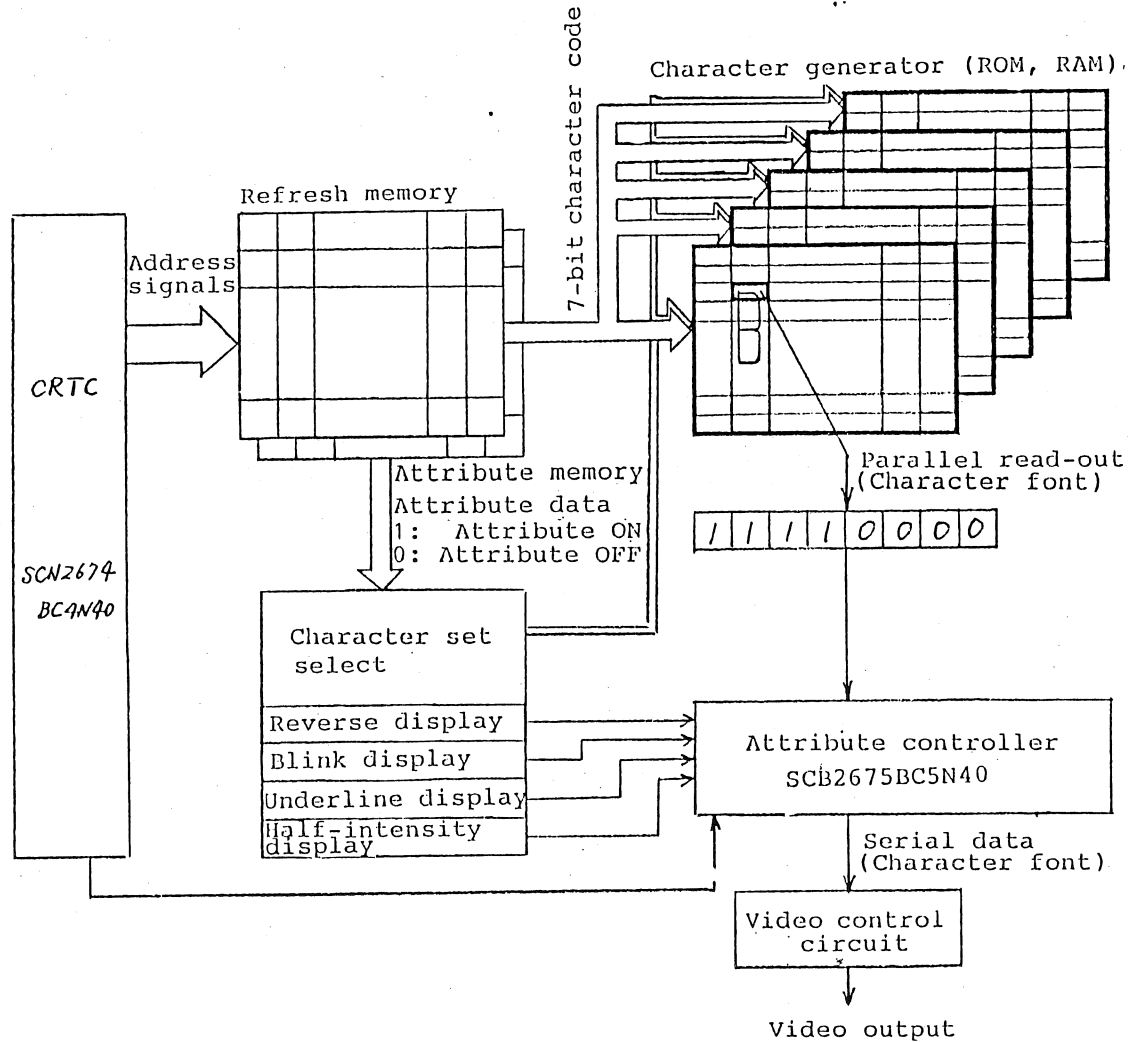 7-bit character code
Character generator (ROM, RAM).
Refresh memory
Address
signals
CRTC
SCN2674
BC4N40
Attribute memory
Attribute data
1: Attribute ON
0: Attribute OFF
Parallel read-out
(Character font)
1 1 1 1 0 0 0 0
Character set
select
Reverse display
Blink display
Underline display
Half-intensity
display
Attribute controller
SCB2675BC5N40
Serial data
(Character font)
Video control
circuit
Video output